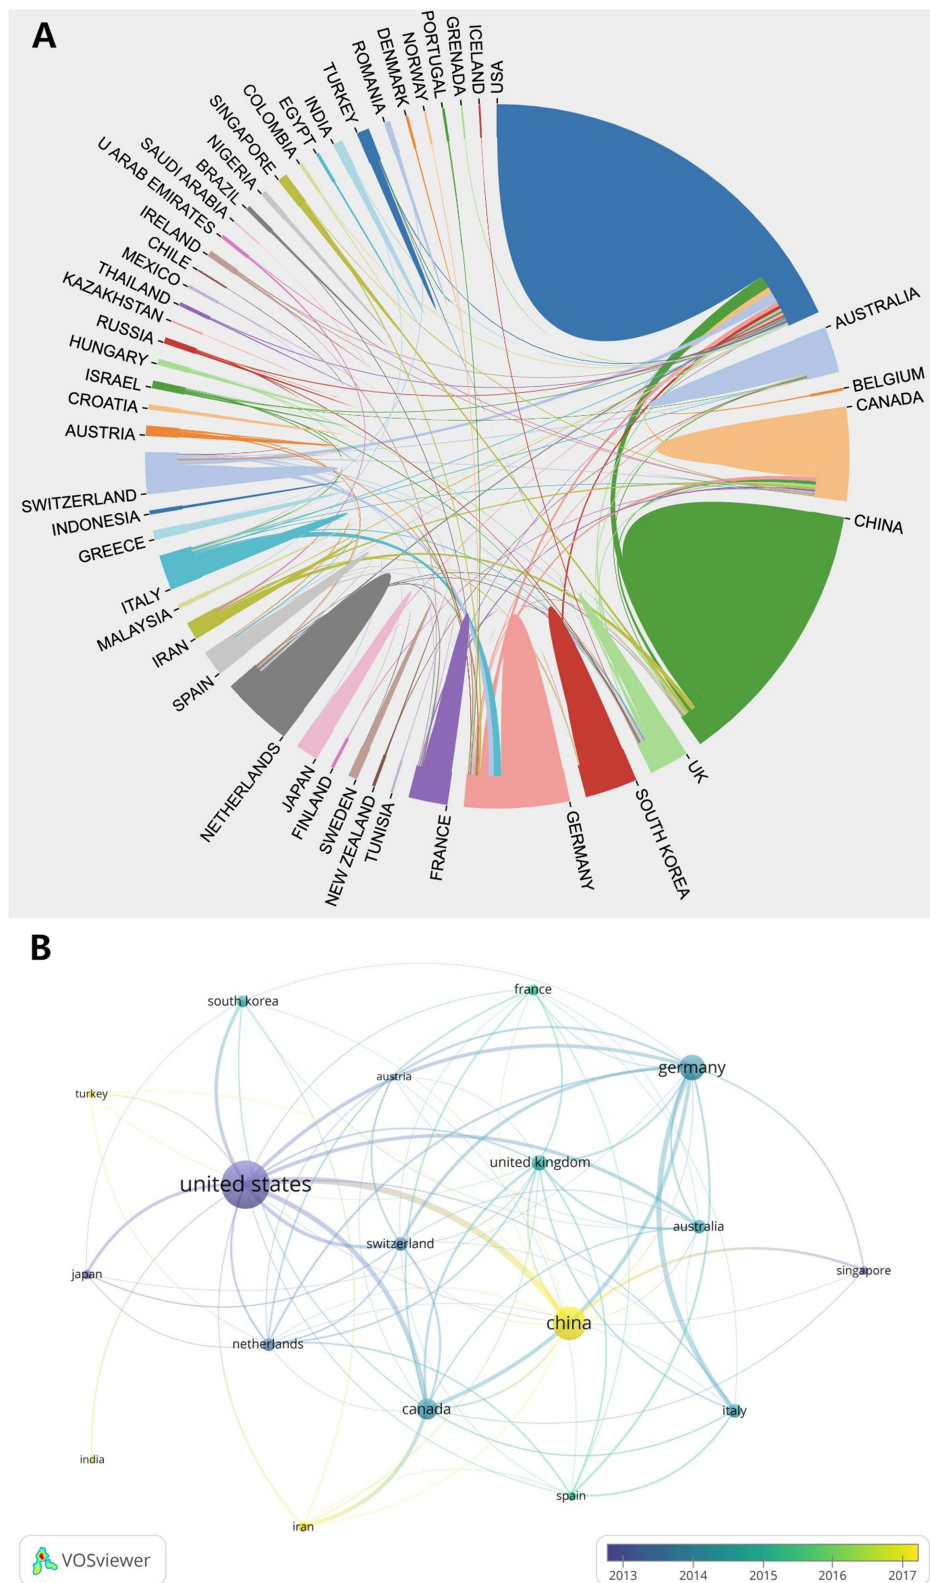 A
USA
ICELAND
GRENADA
PORTUGAL
NORWAY
DENMARK
ROMANIA
TURKEY
INDIA
EGYPT
COLOMBIA
SINGAPORE
NIGERIA
BRAZIL
SAUDI ARABIA
U ARAB EMIRATES
IRELAND
CHILE
MEXICO
THAILAND
KAZAKHSTAN
RUSSIA
HUNGARY
ISRAEL
CROATIA
AUSTRIA
SWITZERLAND
INDONESIA
GREECE
ITALY
MALAYSIA
IRAN
SPAIN
NETHERLANDS
JAPAN
FINLAND
SWEDEN
NEW ZEALAND
TUNISIA
FRANCE
GERMANY
SOUTH KOREA
UK
CHINA
CANADA
BELGIUM
AUSTRALIA
B
france
south korea
germany
austria
turkey
united kingdom
united states
australia
switzerland
singapore
japan
china
netherlands
canada
italy
india
spain
iran
VOSviewer
2013 2014 2015 2016 2017